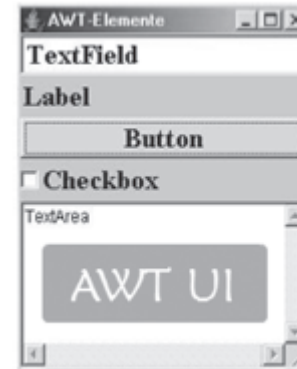 AWT-Elemente
TextField
Label
Button
Checkbox
TextArea
AWT UI